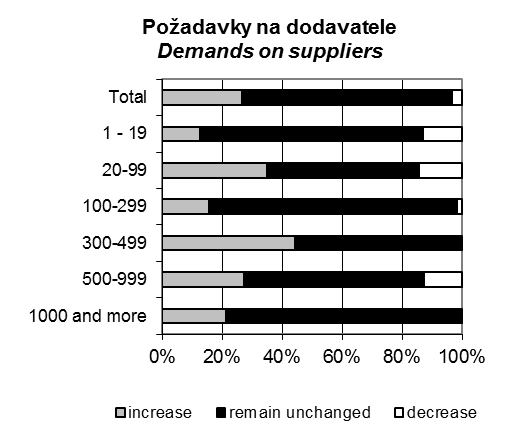 Požadavky na dodavatele
Demands on suppliers
Total
1 - 19
20-99
100-299
300-499
500-999
1000 and more
0% 20% 40% 60% 80% 100%
increase remain unchanged decrease